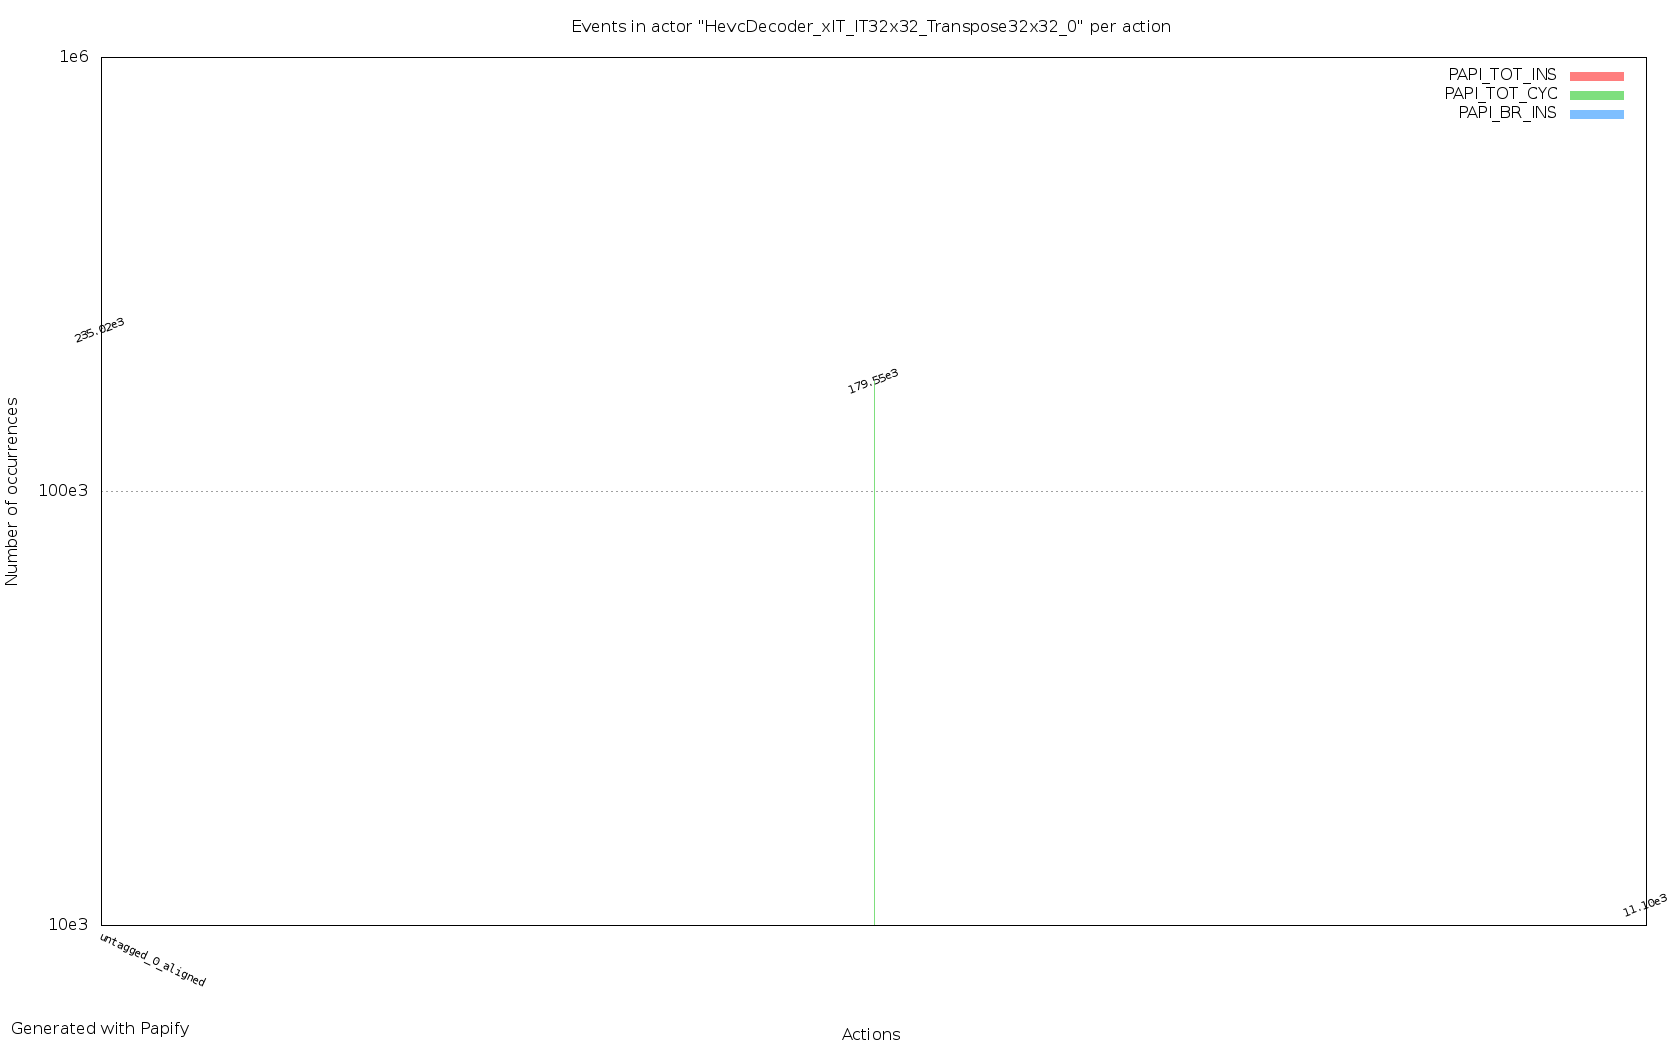 Events in actor "HevcDecoder_xIT_IT32x32_Transpose32x32_0" per action
1e6
PAPI_TOT_INS
PAPI_TOT_CYC
PAPI_BR_INS
235.02e3
179.55e3
Number of occurrences
100e3
11.10e3
10e3
untagged_0_aligned
Generated with Papify
Actions